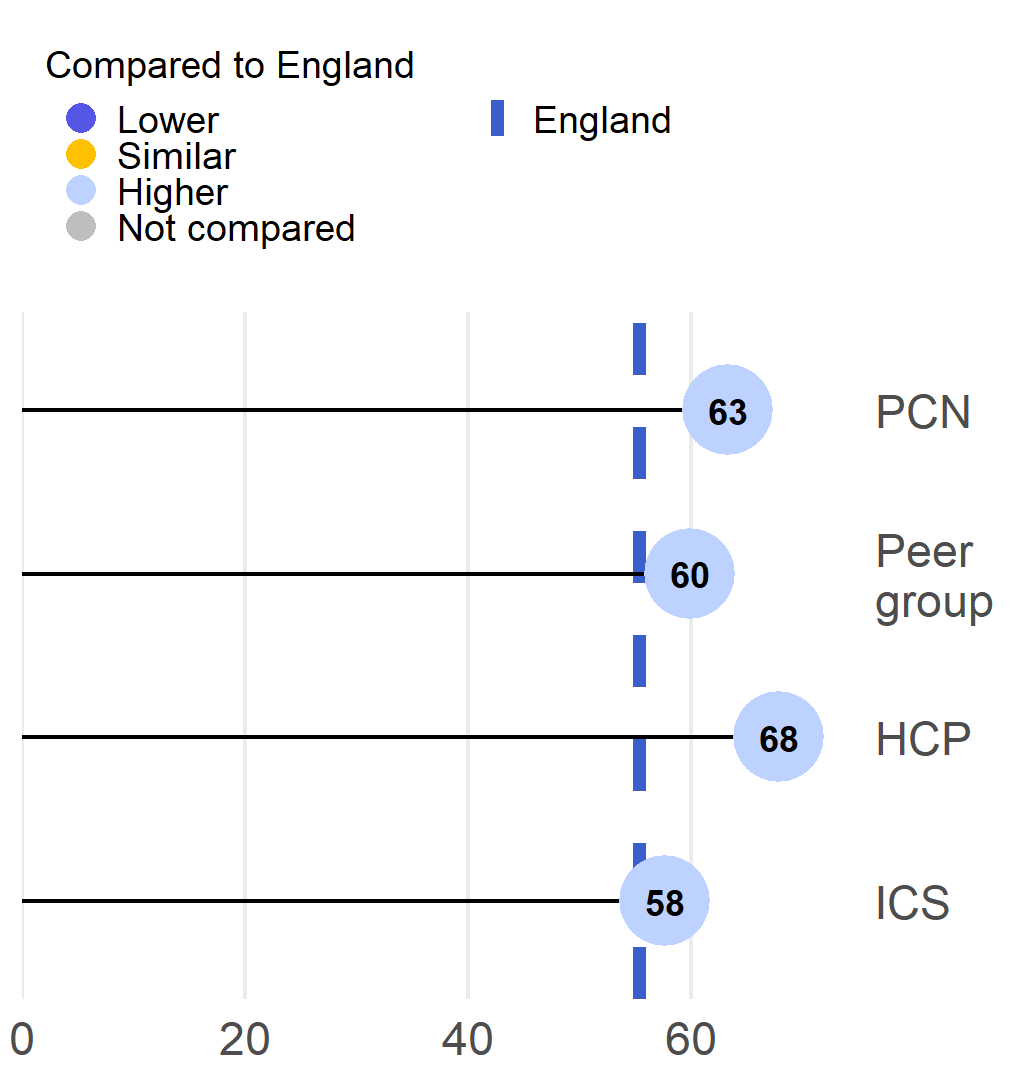 Compared to England
Lower
England
Similar
Higher
Not compared
63
PCN
60
Peer
group
68
HCP
58
ICS
0
20
40
60